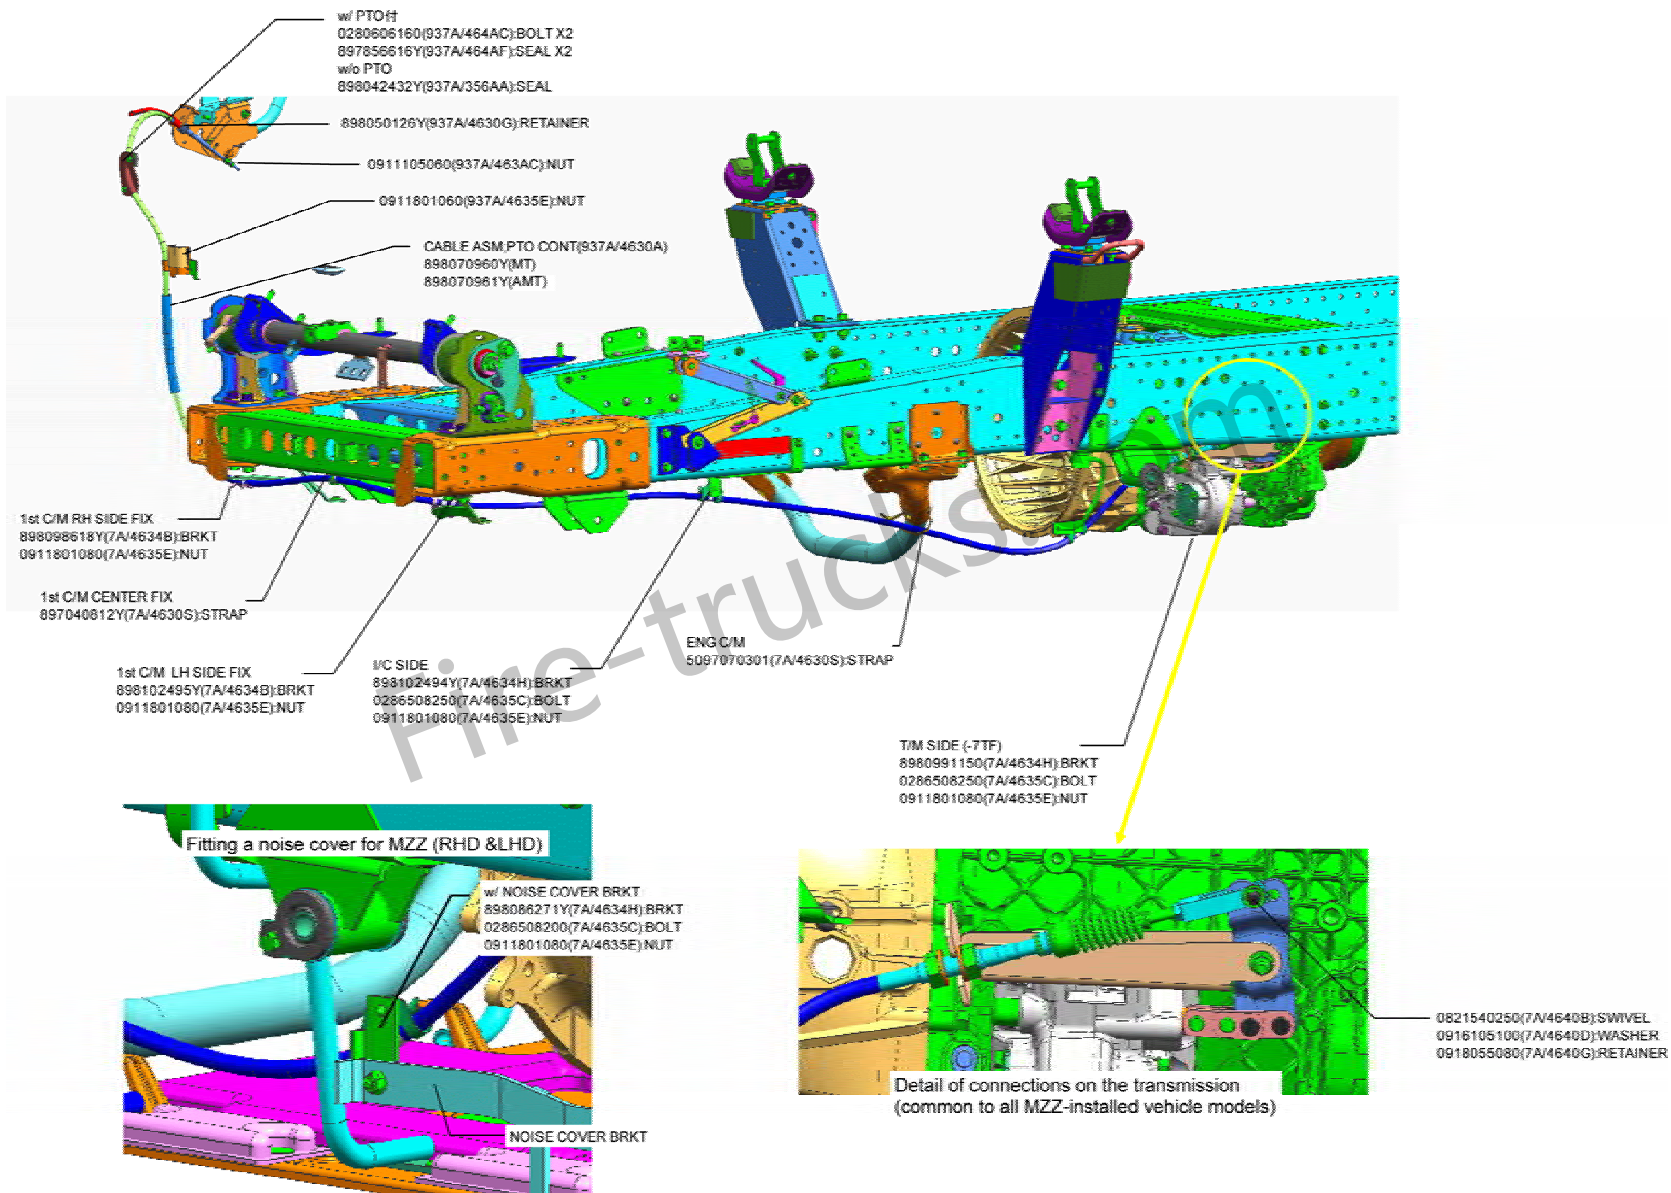 w/ PTO付
0280606160(937A/464AC):BOLT X2
897856616Y(937A/464AF):SEAL X2
w/o PTO
898042432Y(937A/356AA):SEAL
898050126Y(937A/4630G):RETAINER
0911105060(937A/463AC):NUT
0911801060(937A/4635E):NUT
CABLE ASM;PTO CONT(937A/4630A)
898070960Y(MT)
898070961Y(AMT)
1st C/M RH SIDE FIX
898098618Y(7A/4634B):BRKT
0911801080(7A/4635E):NUT
1st C/M CENTER FIX
897040812Y(7A/4630S):STRAP
1st C/M  LH SIDE FIX
898102495Y(7A/4634B):BRKT
0911801080(7A/4635E):NUT
I/C SIDE
898102494Y(7A/4634H):BRKT
0286508250(7A/4635C):BOLT
0911801080(7A/4635E):NUT
ENG C/M
5097070301(7A/4630S):STRAP
T/M SIDE (-7TF)
8980991150(7A/4634H):BRKT
0286508250(7A/4635C):BOLT
0911801080(7A/4635E):NUT
Fire-trucks.com
Fitting a noise cover for MZZ (RHD &LHD)
w/ NOISE COVER BRKT
898086271Y(7A/4634H):BRKT
0286508200(7A/4635C):BOLT
0911801080(7A/4635E):NUT
NOISE COVER BRKT
0821540250(7A/4640B):SWIVEL
0916105100(7A/4640D):WASHER
0918055080(7A/4640G):RETAINER
Detail of connections on the transmission
(common to all MZZ-installed vehicle models)